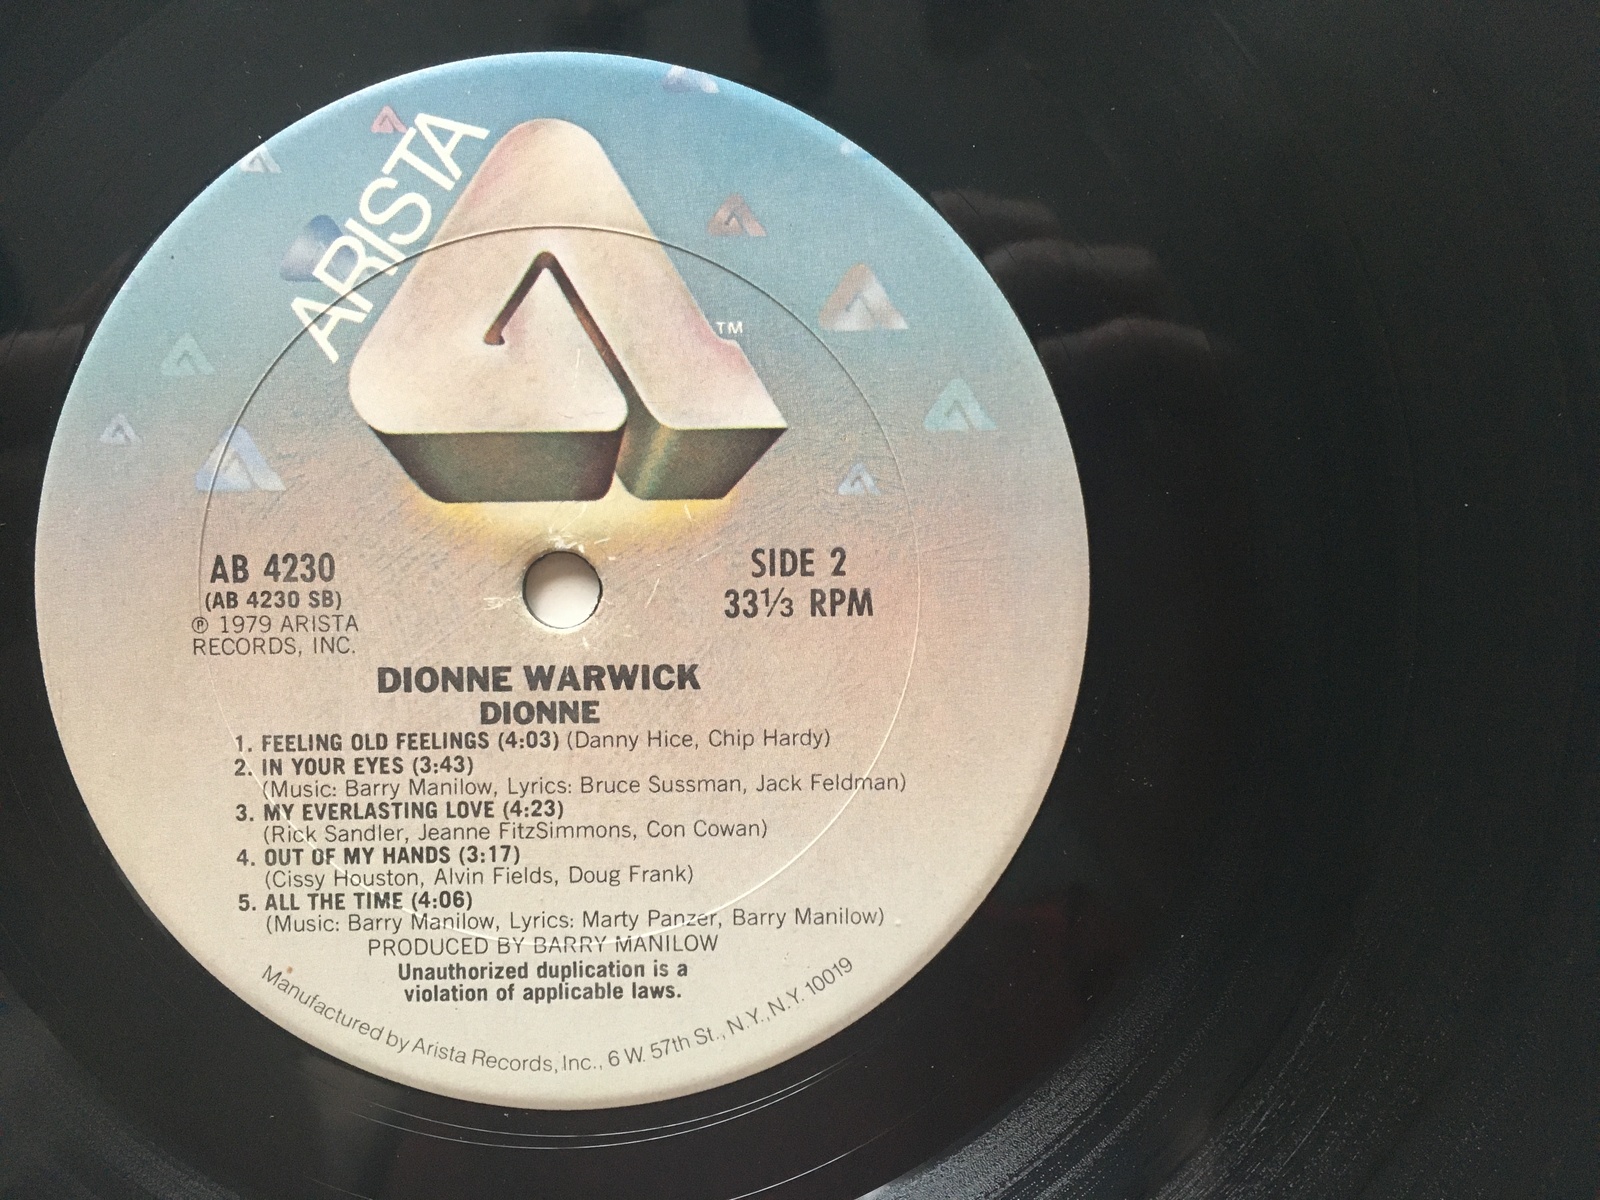 ARISTA
TM
AB 4230
(AB 4230 SB)
℗ 1979 ARISTA
RECORDS, INC.
SIDE 2
33⅓ RPM
DIONNE WARWICK
DIONNE
1. FEELING OLD FEELINGS (4:03) (Danny Hice, Chip Hardy)
2. IN YOUR EYES (3:43)
(Music: Barry Manilow, Lyrics: Bruce Sussman, Jack Feldman)
3. MY EVERLASTING LOVE (4:23)
(Rick Sandler, Jeanne FitzSimmons, Con Cowan)
4. OUT OF MY HANDS (3:17)
(Cissy Houston, Alvin Fields, Doug Frank)
5. ALL THE TIME (4:06)
(Music: Barry Manilow, Lyrics: Marty Panzer, Barry Manilow)
PRODUCED BY BARRY MANILOW
Unauthorized duplication is a
violation of applicable laws.
Manufactured by Arista Records, Inc., 6 W. 57th St., N.Y., N.Y. 10019